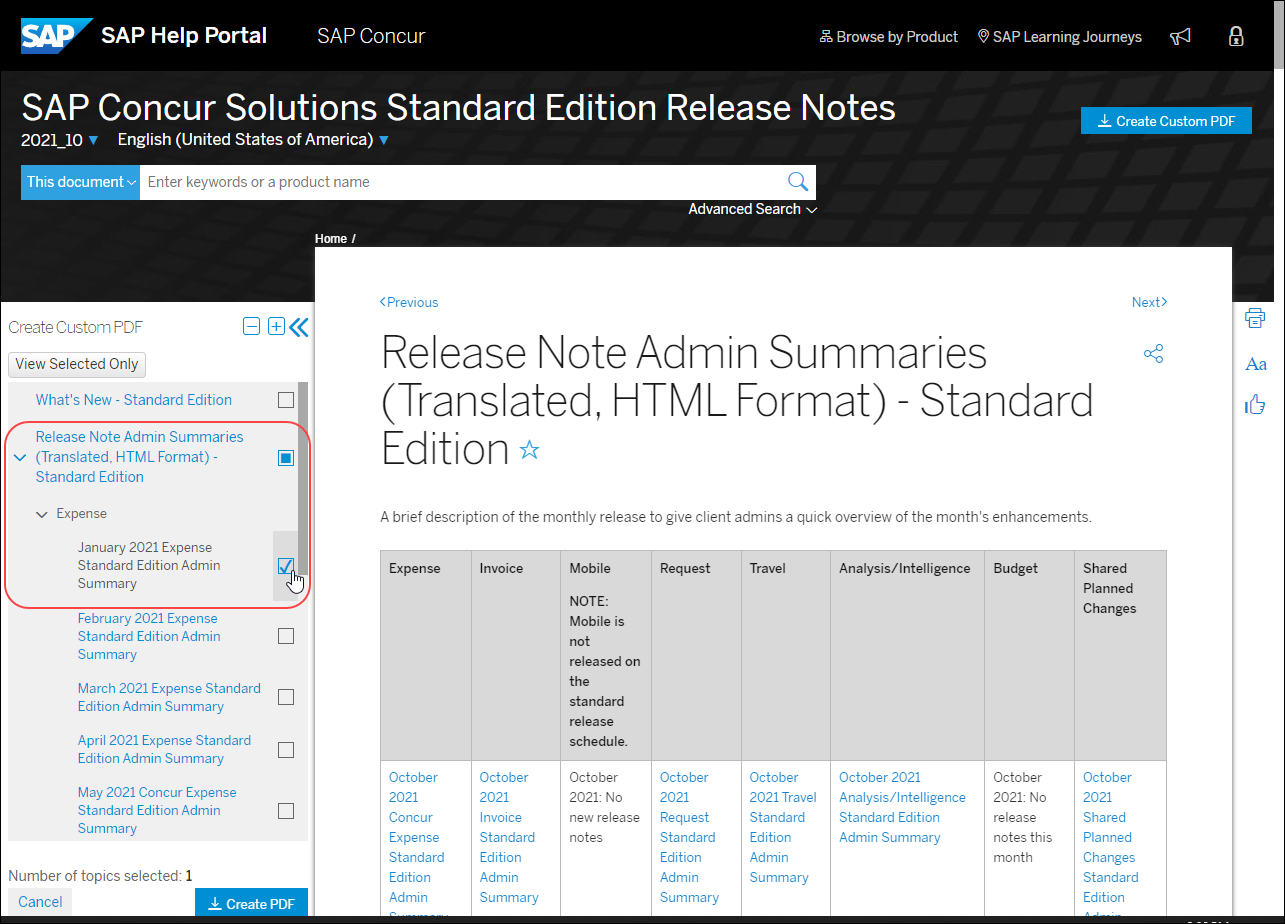 SAP SAP Help Portal SAP Concur Browse by Product SAP Learning Journeys
SAP Concur Solutions Standard Edition Release Notes
2021_10 English (United States of America)
Create Custom PDF
This document Enter keywords or a product name
Advanced Search
Home /
Create Custom PDF
View Selected Only
What's New - Standard Edition
Release Note Admin Summaries
(Translated, HTML Format) -
Standard Edition
Expense
January 2021 Expense
Standard Edition Admin
Summary
February 2021 Expense
Standard Edition Admin
Summary
March 2021 Expense Standard
Edition Admin Summary
April 2021 Expense Standard
Edition Admin Summary
May 2021 Concur Expense
Standard Edition Admin
Summary
Number of topics selected: 1
Cancel Create PDF
Previous Next
Release Note Admin Summaries
(Translated, HTML Format) - Standard
Edition
Aa
A brief description of the monthly release to give client admins a quick overview of the month's enhancements.
Expense
Invoice
Mobile
NOTE:
Mobile is
not
released on
the
standard
release
schedule.
Request
Travel
Analysis/Intelligence
Budget
Shared
Planned
Changes
October
2021
Concur
Expense
Standard
Edition
Admin
Summary
October
2021
Invoice
Standard
Edition
Admin
Summary
October
2021: No
new release
notes
October
2021
Request
Standard
Edition
Admin
Summary
October
2021 Travel
Standard
Edition
Admin
Summary
October 2021
Analysis/Intelligence
Standard Edition
Admin Summary
October
2021: No
release
notes this
month
October
2021
Shared
Planned
Changes
Standard
Edition
Admin